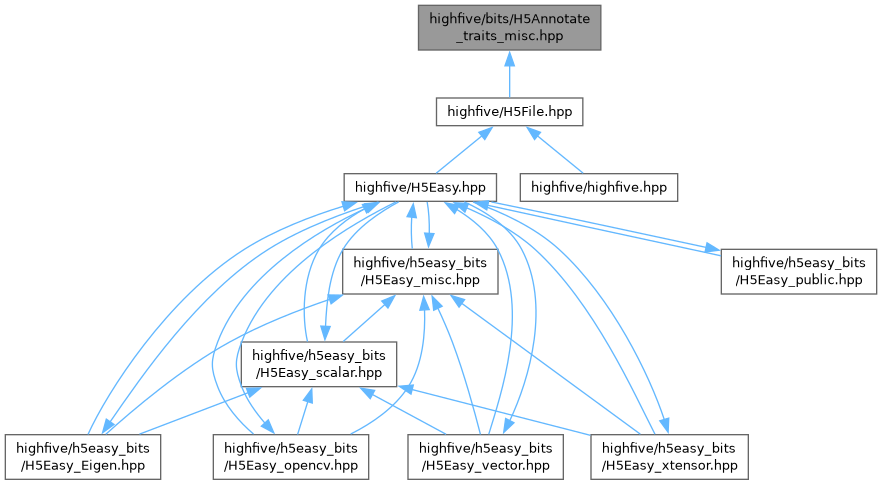 highfive/bits/H5Annotate
_traits_misc.hpp
highfive/H5File.hpp
highfive/H5Easy.hpp
highfive/highfive.hpp
highfive/h5easy_bits
/H5Easy_misc.hpp
highfive/h5easy_bits
/H5Easy_public.hpp
highfive/h5easy_bits
/H5Easy_scalar.hpp
highfive/h5easy_bits
/H5Easy_Eigen.hpp
highfive/h5easy_bits
/H5Easy_opencv.hpp
highfive/h5easy_bits
/H5Easy_vector.hpp
highfive/h5easy_bits
/H5Easy_xtensor.hpp